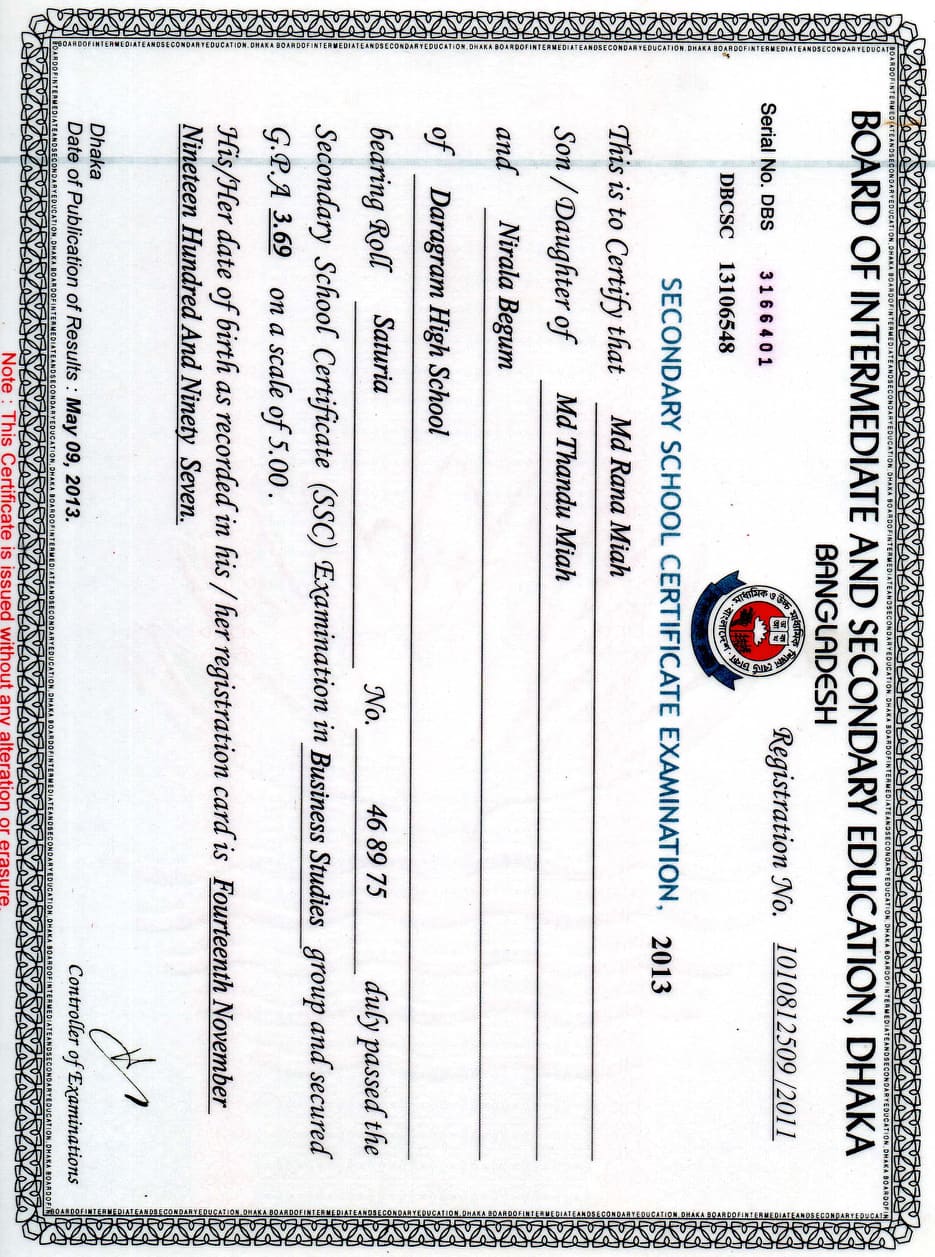 BOARD OF INTERMEDIATE AND SECONDARY EDUCATION, DHAKA
BANGLADESH
Serial No. DBS 3166401
Registration No. 1010812509 /2011
DBCSC 13106548
SECONDARY SCHOOL CERTIFICATE EXAMINATION, 2013
This is to Certify that Md Rana Miah
Son / Daughter of Md Thandu Miah
and Nirala Begum
of Daragram High School
bearing Roll Saturia No. 46 89 75 duly passed the
Secondary School Certificate (SSC) Examination in Business Studies group and secured
G.P.A 3.69 on a scale of 5.00 .
His/Her date of birth as recorded in his / her registration card is Fourteenth November
Nineteen Hundred And Ninety Seven.
Dhaka
Date of Publication of Results : May 09, 2013.
Controller of Examinations
Note : This Certificate is issued without any alteration or erasure.